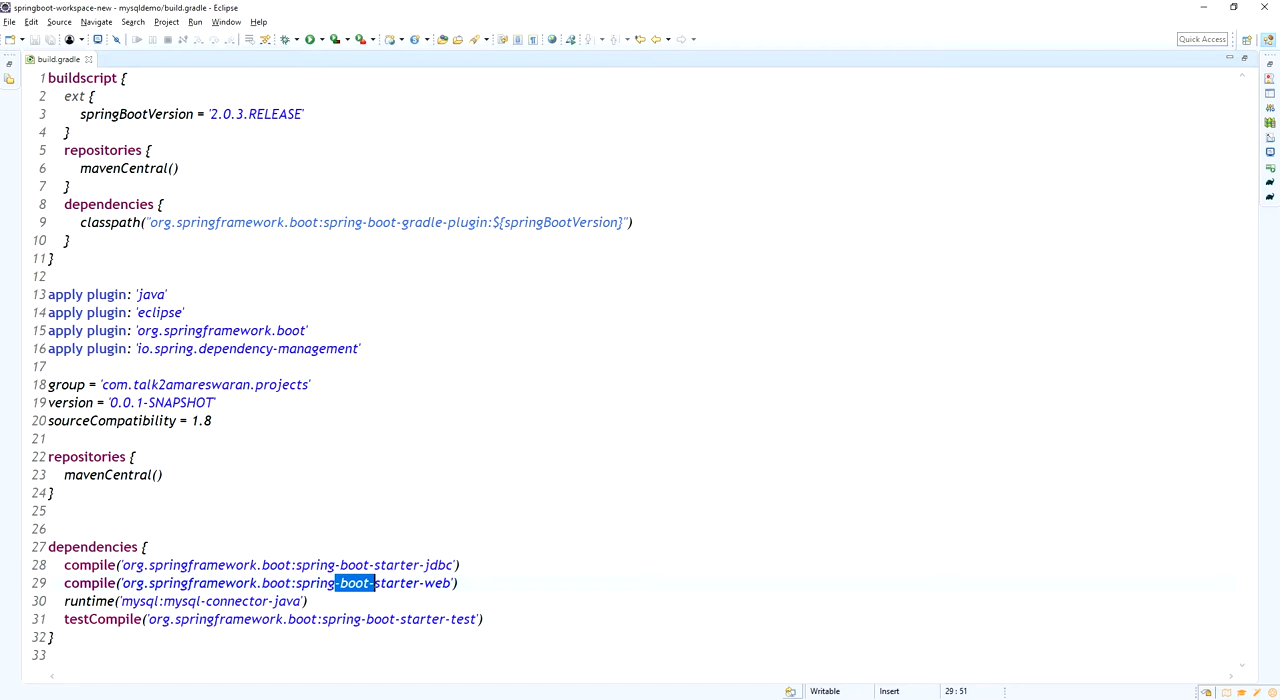 springboot-workspace-new - mysqldemo/build.gradle - Eclipse
File Edit Source Navigate Search Project Run Window Help
Quick Access
build.gradle
1 buildscript {
2 ext {
3 springBootVersion = '2.0.3.RELEASE'
4 }
5 repositories {
6 mavenCentral()
7 }
8 dependencies {
9 classpath("org.springframework.boot:spring-boot-gradle-plugin:${springBootVersion}")
10 }
11 }
12
13 apply plugin: 'java'
14 apply plugin: 'eclipse'
15 apply plugin: 'org.springframework.boot'
16 apply plugin: 'io.spring.dependency-management'
17
18 group = 'com.talk2amareswaran.projects'
19 version = '0.0.1-SNAPSHOT'
20 sourceCompatibility = 1.8
21
22 repositories {
23 mavenCentral()
24 }
25
26
27 dependencies {
28 compile('org.springframework.boot:spring-boot-starter-jdbc')
29 compile('org.springframework.boot:spring-boot-starter-web')
30 runtime('mysql:mysql-connector-java')
31 testCompile('org.springframework.boot:spring-boot-starter-test')
32 }
33
Writable Insert 29 : 51